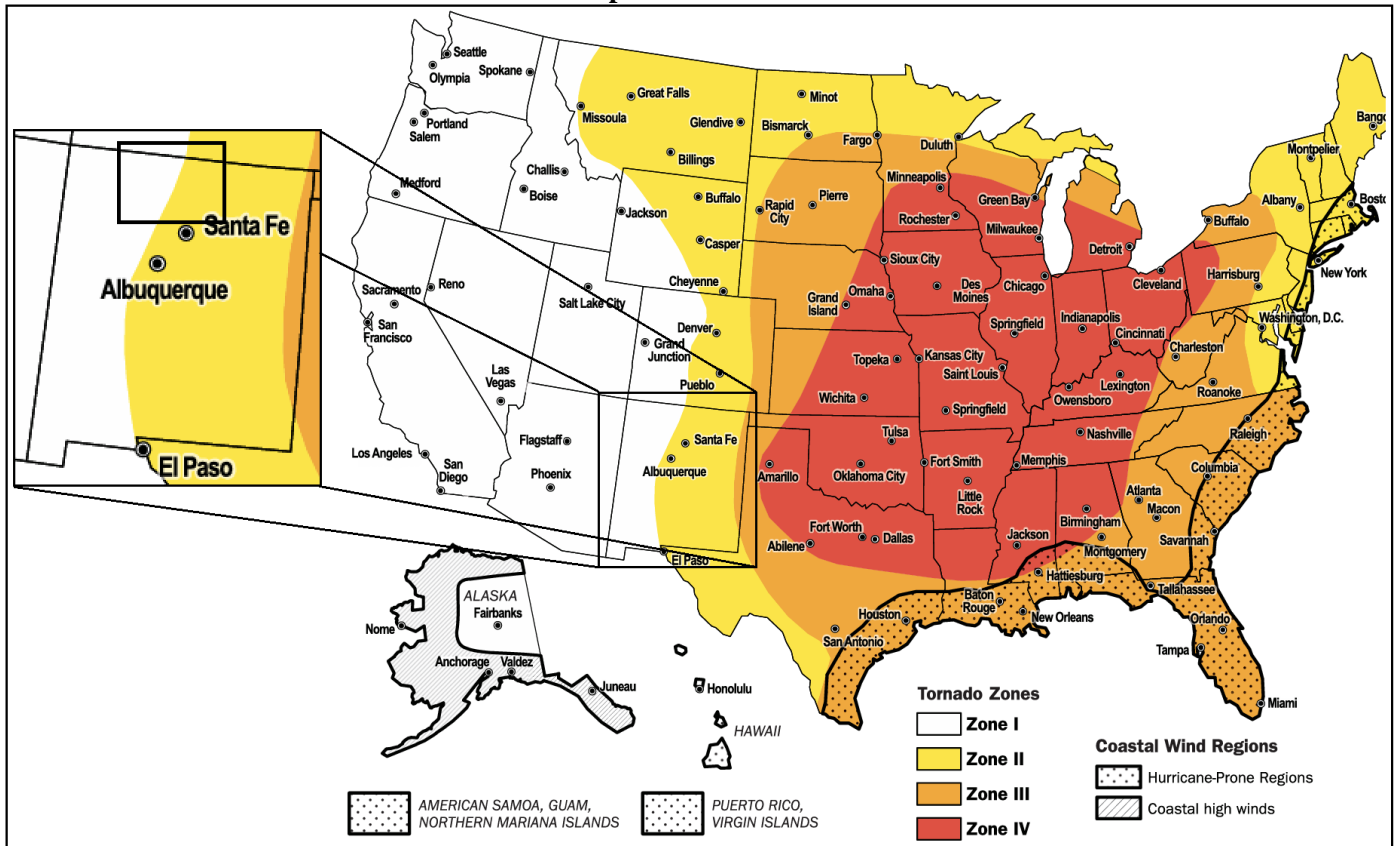 Seattle
Olympia
Spokane
Portland
Salem
Medford
Challis
Boise
Missoula
Great Falls
Glendive
Billings
Minot
Bismarck
Fargo
Duluth
Minneapolis
Green Bay
Montpelier
Albany
Buffalo
Jackson
Buffalo
Casper
Cheyenne
Rapid
City
Pierre
Rochester
Milwaukee
Detroit
New York
Sioux City
Des
Moines
Chicago
Cleveland
Harrisburg
Omaha
Grand
Island
Sacramento
Reno
San
Francisco
Salt Lake City
Denver
Grand
Junction
Pueblo
Springfield
Indianapolis
Cincinnati
Washington, D.C.
Charleston
Topeka
Kansas City
Saint Louis
Las
Vegas
Wichita
Springfield
Owensboro
Lexington
Roanoke
Santa Fe
Albuquerque
El Paso
Los Angeles
San
Diego
Flagstaff
Phoenix
Santa Fe
Albuquerque
El Paso
Amarillo
Tulsa
Oklahoma City
Fort Smith
Little
Rock
Memphis
Nashville
Raleigh
Columbia
Atlanta
Macon
Birmingham
Savannah
Fort Worth
Dallas
Abilene
Jackson
Montgomery
Hattiesburg
Tallahassee
Baton
Rouge
New Orleans
Houston
San Antonio
Orlando
Tampa
Miami
ALASKA
Fairbanks
Nome
Anchorage
Valdez
Juneau
Honolulu
HAWAII
AMERICAN SAMOA, GUAM,
NORTHERN MARIANA ISLANDS
PUERTO RICO,
VIRGIN ISLANDS
Tornado Zones
Zone I
Zone II
Zone III
Zone IV
Coastal Wind Regions
Hurricane-Prone Regions
Coastal high winds